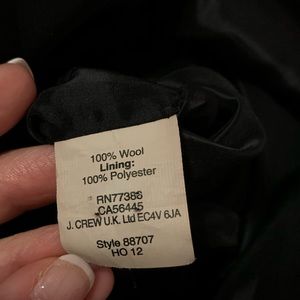 100% Wool
Lining:
100% Polyester
RN77388
CA56445
J. CREW U.K. Ltd EC4V 6JA
Style 88707
HO 12